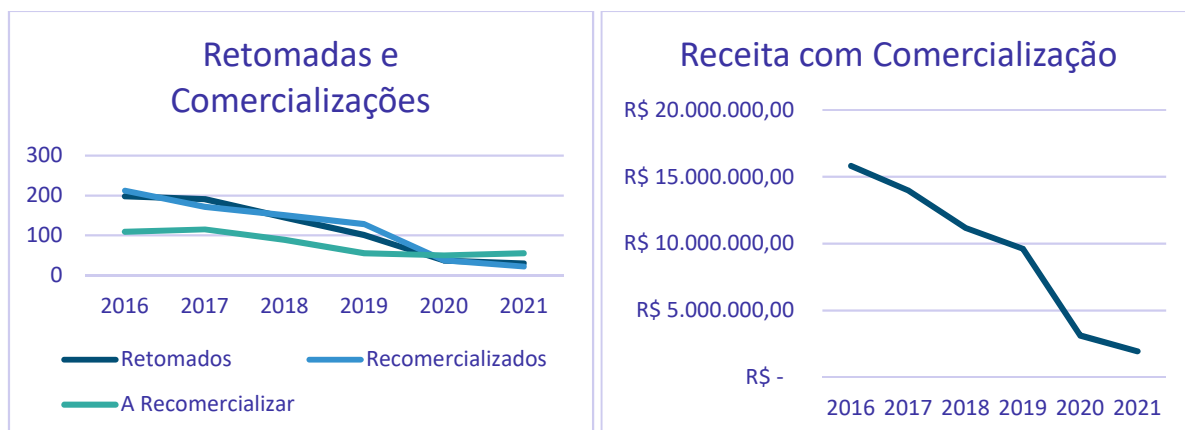 Retomadas e
Comercializações
300
200
100
0
2016 2017 2018 2019 2020 2021
Retomados Recomercializados
A Recomercializar
Receita com Comercialização
R$ 20.000.000,00
R$ 15.000.000,00
R$ 10.000.000,00
R$ 5.000.000,00
R$ -
2016 2017 2018 2019 2020 2021